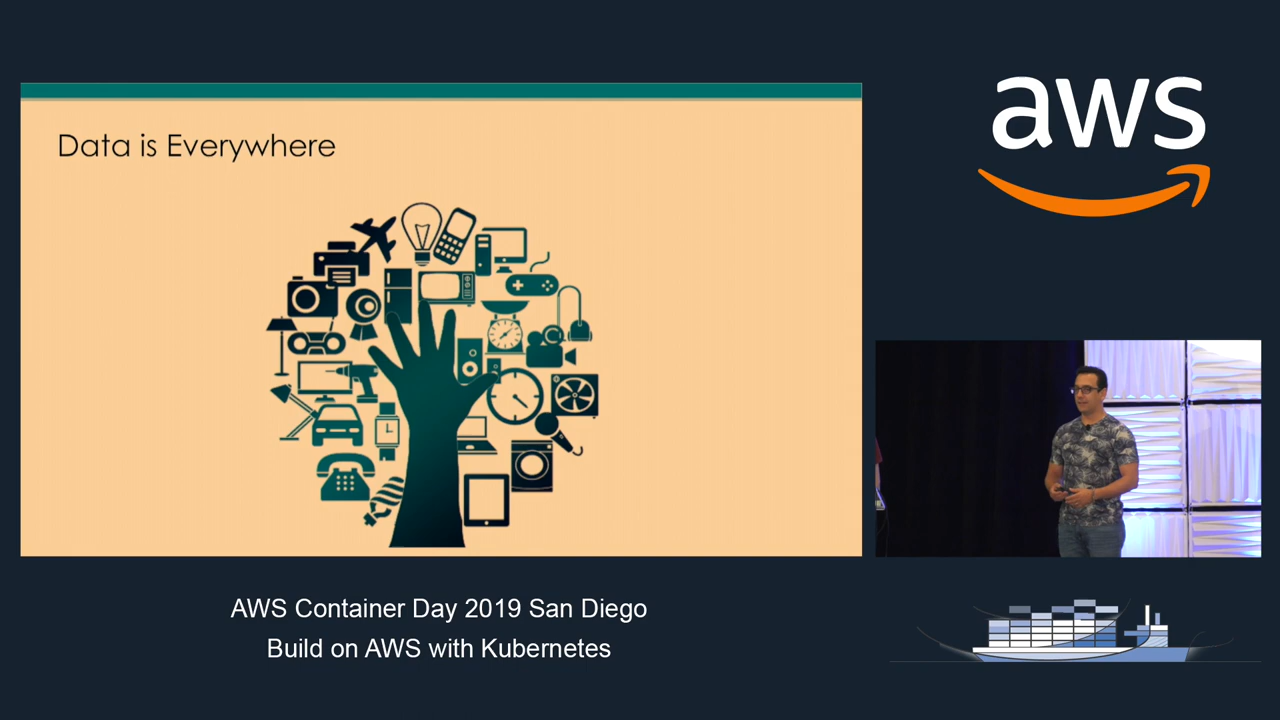 Data is Everywhere
aws
AWS Container Day 2019 San Diego
Build on AWS with Kubernetes